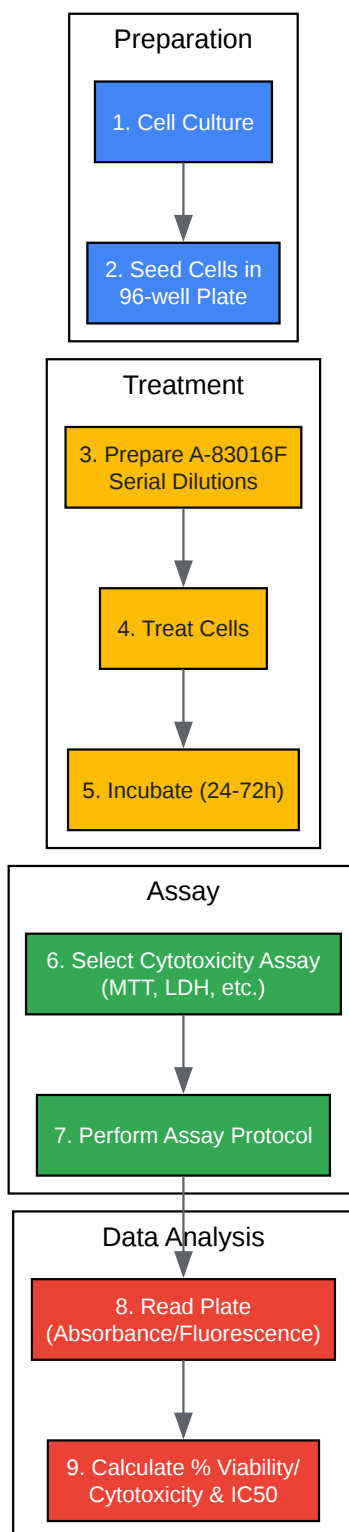 Preparation
1. Cell Culture
2. Seed Cells in
96-well Plate
Treatment
3. Prepare A-83016F
Serial Dilutions
4. Treat Cells
5. Incubate (24-72h)
Assay
6. Select Cytotoxicity Assay
(MTT, LDH, etc.)
7. Perform Assay Protocol
Data Analysis
8. Read Plate
(Absorbance/Fluorescence)
9. Calculate % Viability/
Cytotoxicity & IC50